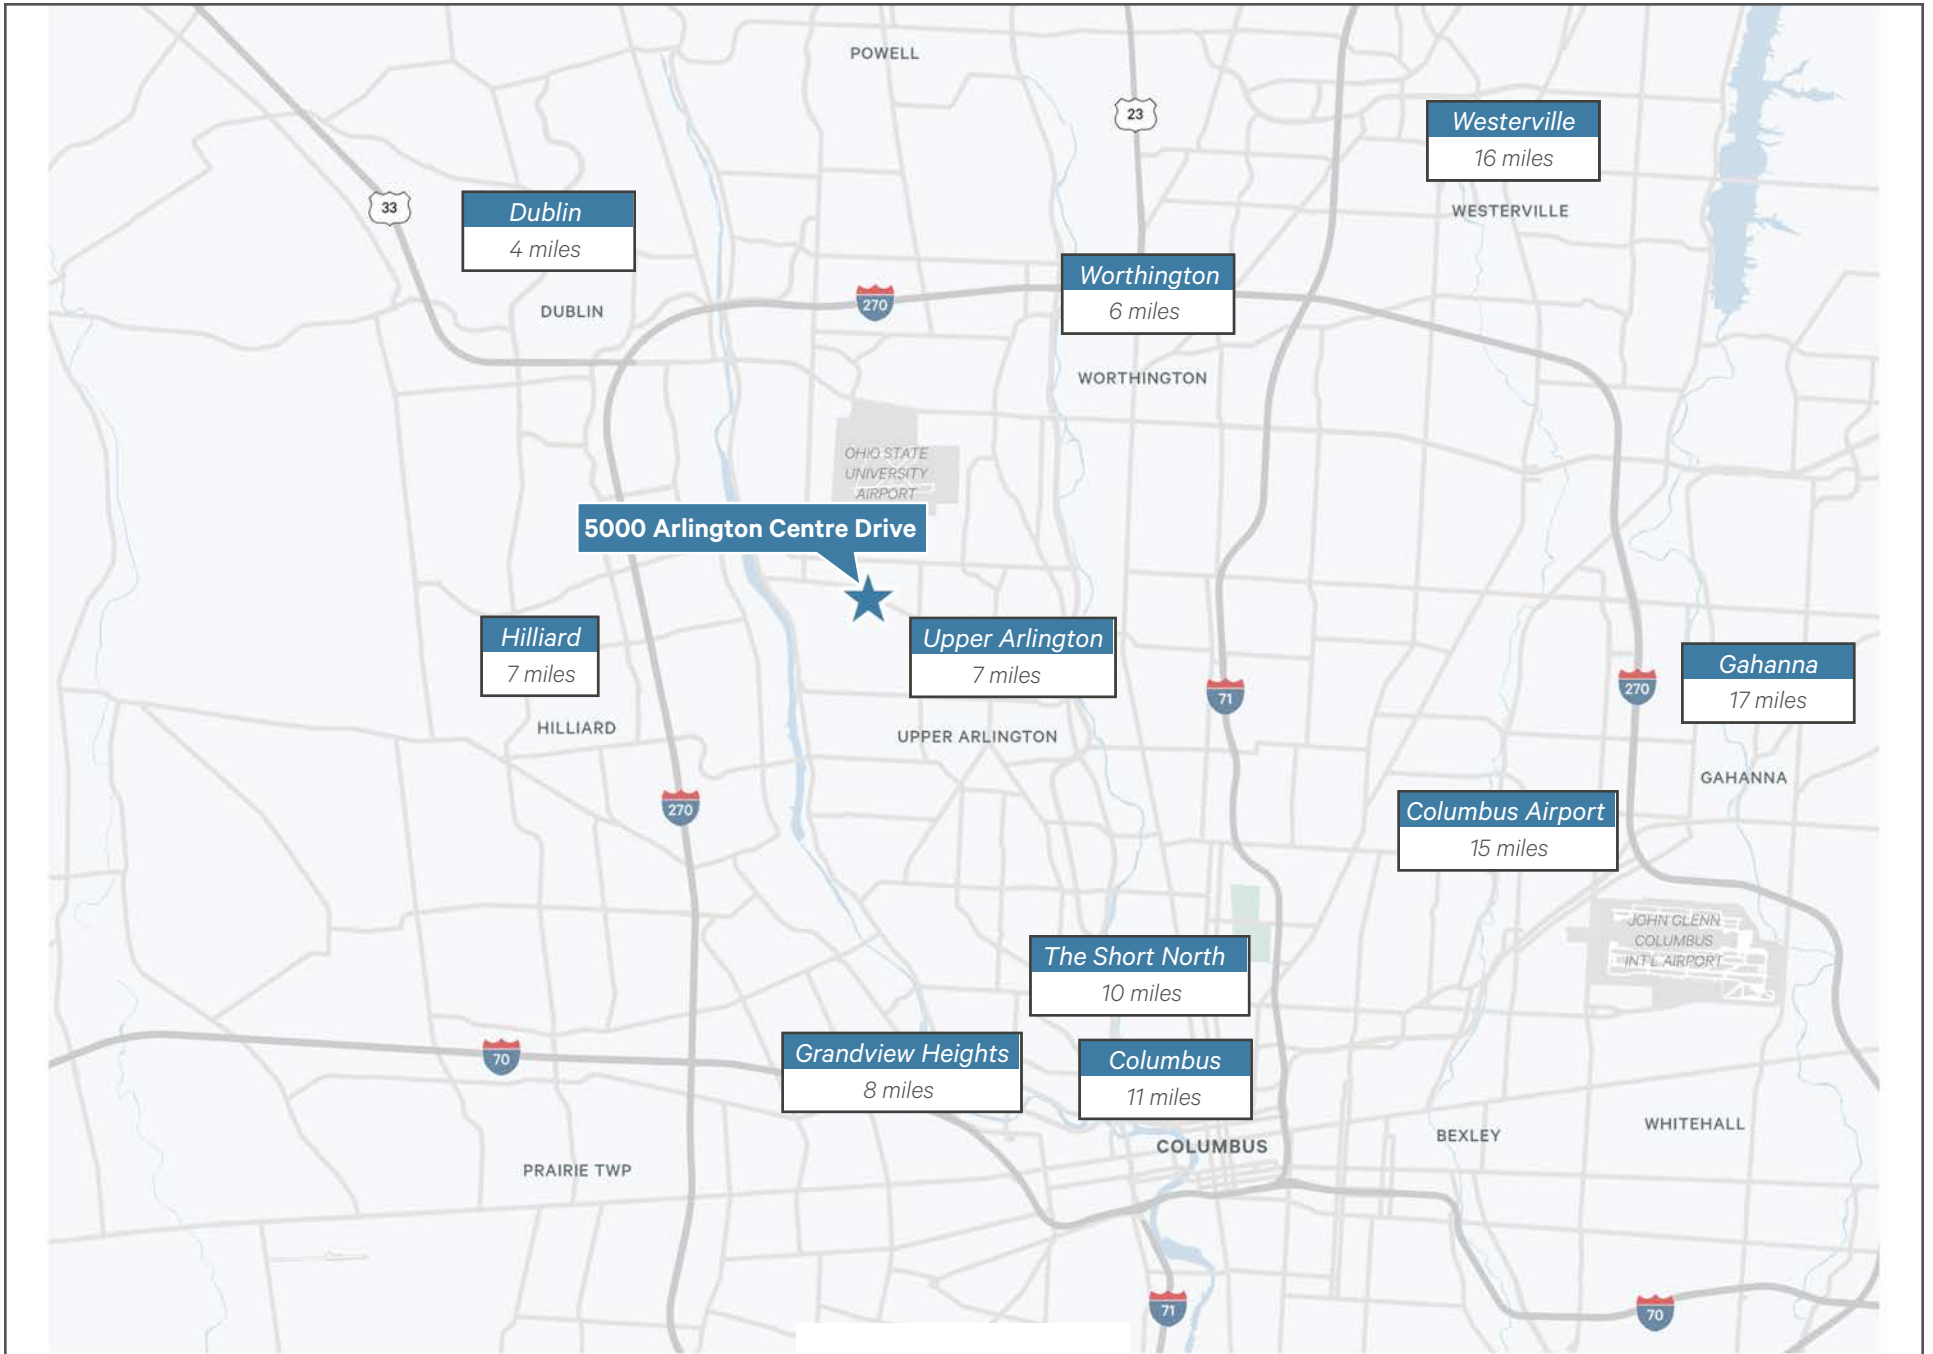 POWELL
23
Westerville
16 miles
WESTERVILLE
33
Dublin
4 miles
DUBLIN
270
Worthington
6 miles
WORTHINGTON
OHIO STATE
UNIVERSITY
AIRPORT
5000 Arlington Centre Drive
Hilliard
7 miles
HILLIARD
Upper Arlington
7 miles
UPPER ARLINGTON
71
270
Gahanna
17 miles
GAHANNA
270
Columbus Airport
15 miles
JOHN GLENN
COLUMBUS
INT'L AIRPORT
The Short North
10 miles
70
Grandview Heights
8 miles
Columbus
11 miles
COLUMBUS
BEXLEY
WHITEHALL
PRAIRIE TWP
71
70